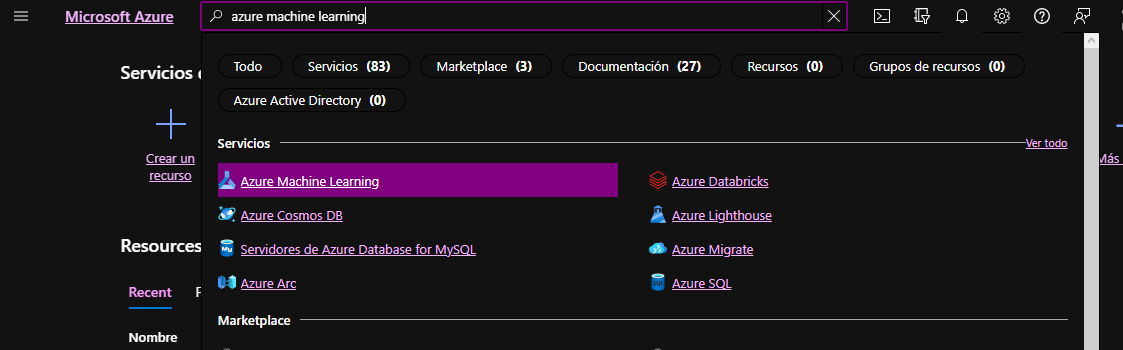 Microsoft Azure
azure machine learning
Servicios
Todo
Servicios (83)
Marketplace (3)
Documentación (27)
Recursos (0)
Grupos de recursos (0)
Azure Active Directory (0)
Crear un
recurso
Servicios
Ver todo
Más
Azure Machine Learning
Azure Databricks
Azure Cosmos DB
Azure Lighthouse
Servidores de Azure Database for MySQL
Azure Migrate
Azure Arc
Azure SQL
Resources
Recent
Nombre
Marketplace